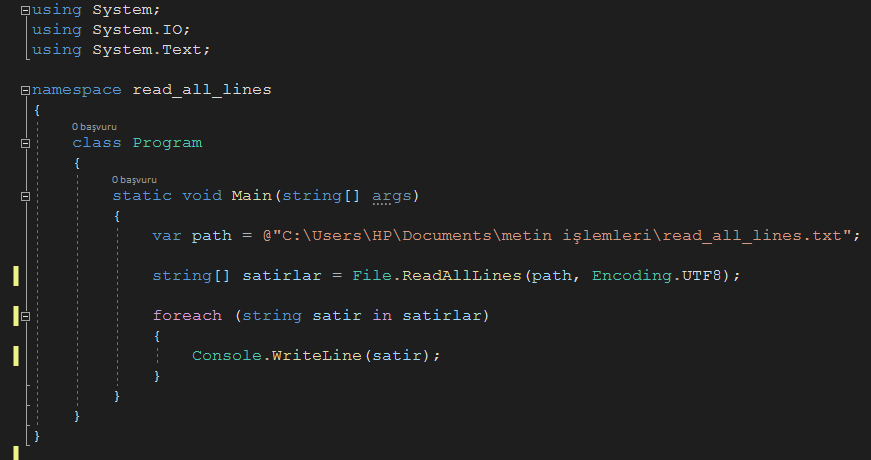 using System;
using System.IO;
using System.Text;
namespace read_all_lines
{
0 başvuru
class Program
{
0 başvuru
static void Main(string[] args)
{
var path = @"C:\Users\HP\Documents\metin işlemleri\read_all_lines.txt";
string[] satirlar = File.ReadAllLines(path, Encoding.UTF8);
foreach (string satir in satirlar)
{
Console.WriteLine(satir);
}
}
}
}